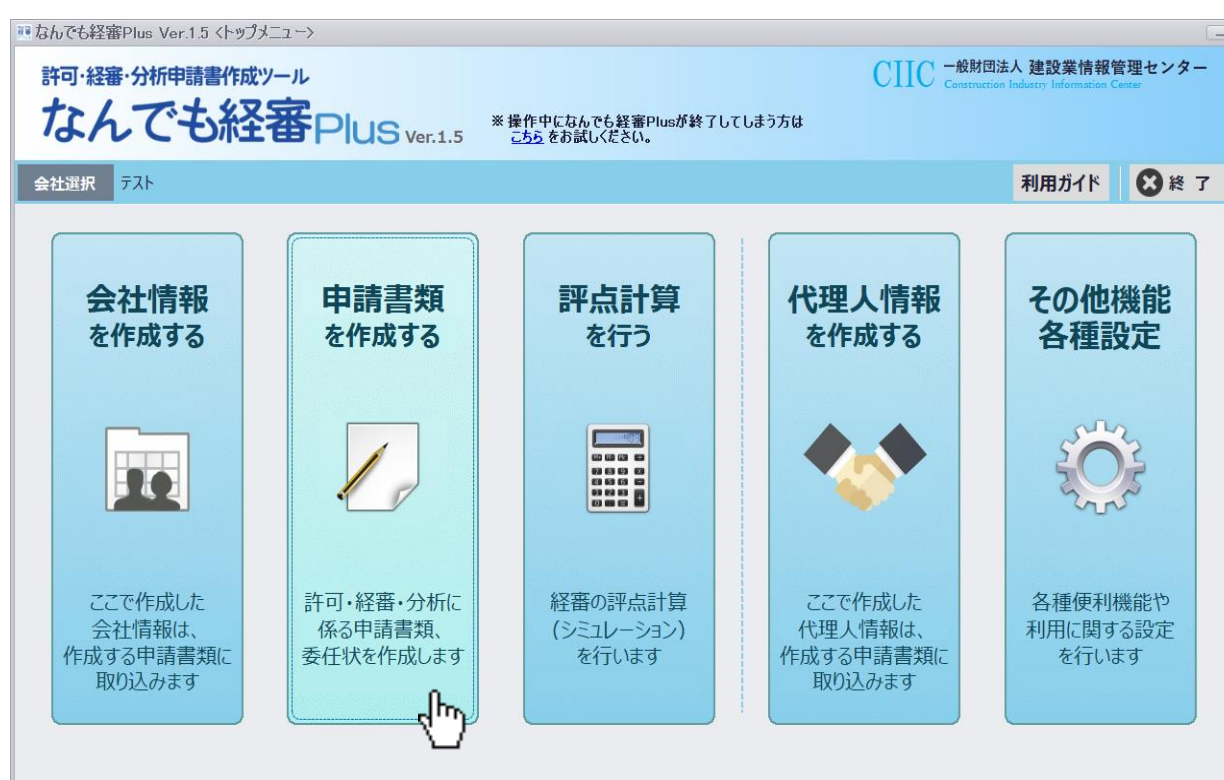 なんでも経審Plus Ver.1.5 <トップメニュー>
許可・経審・分析申請書作成ツール
なんでも経審Plus Ver.1.5
※操作中になんでも経審Plusが終了してしまう方は
こちら をお試しください。
CIIC 一般財団法人 建設業情報管理センター
Construction Industry Information Center
会社選択 テスト
利用ガイド
終 了
会社情報
を作成する
ここで作成した
会社情報は、
作成する申請書類に
取り込みます
申請書類
を作成する
許可・経審・分析に
係る申請書類、
委任状を作成します
評点計算
を行う
経審の評点計算
(シミュレーション)
を行います
代理人情報
を作成する
ここで作成した
代理人情報は、
作成する申請書類に
取り込みます
その他機能
各種設定
各種便利機能や
利用に関する設定
を行います